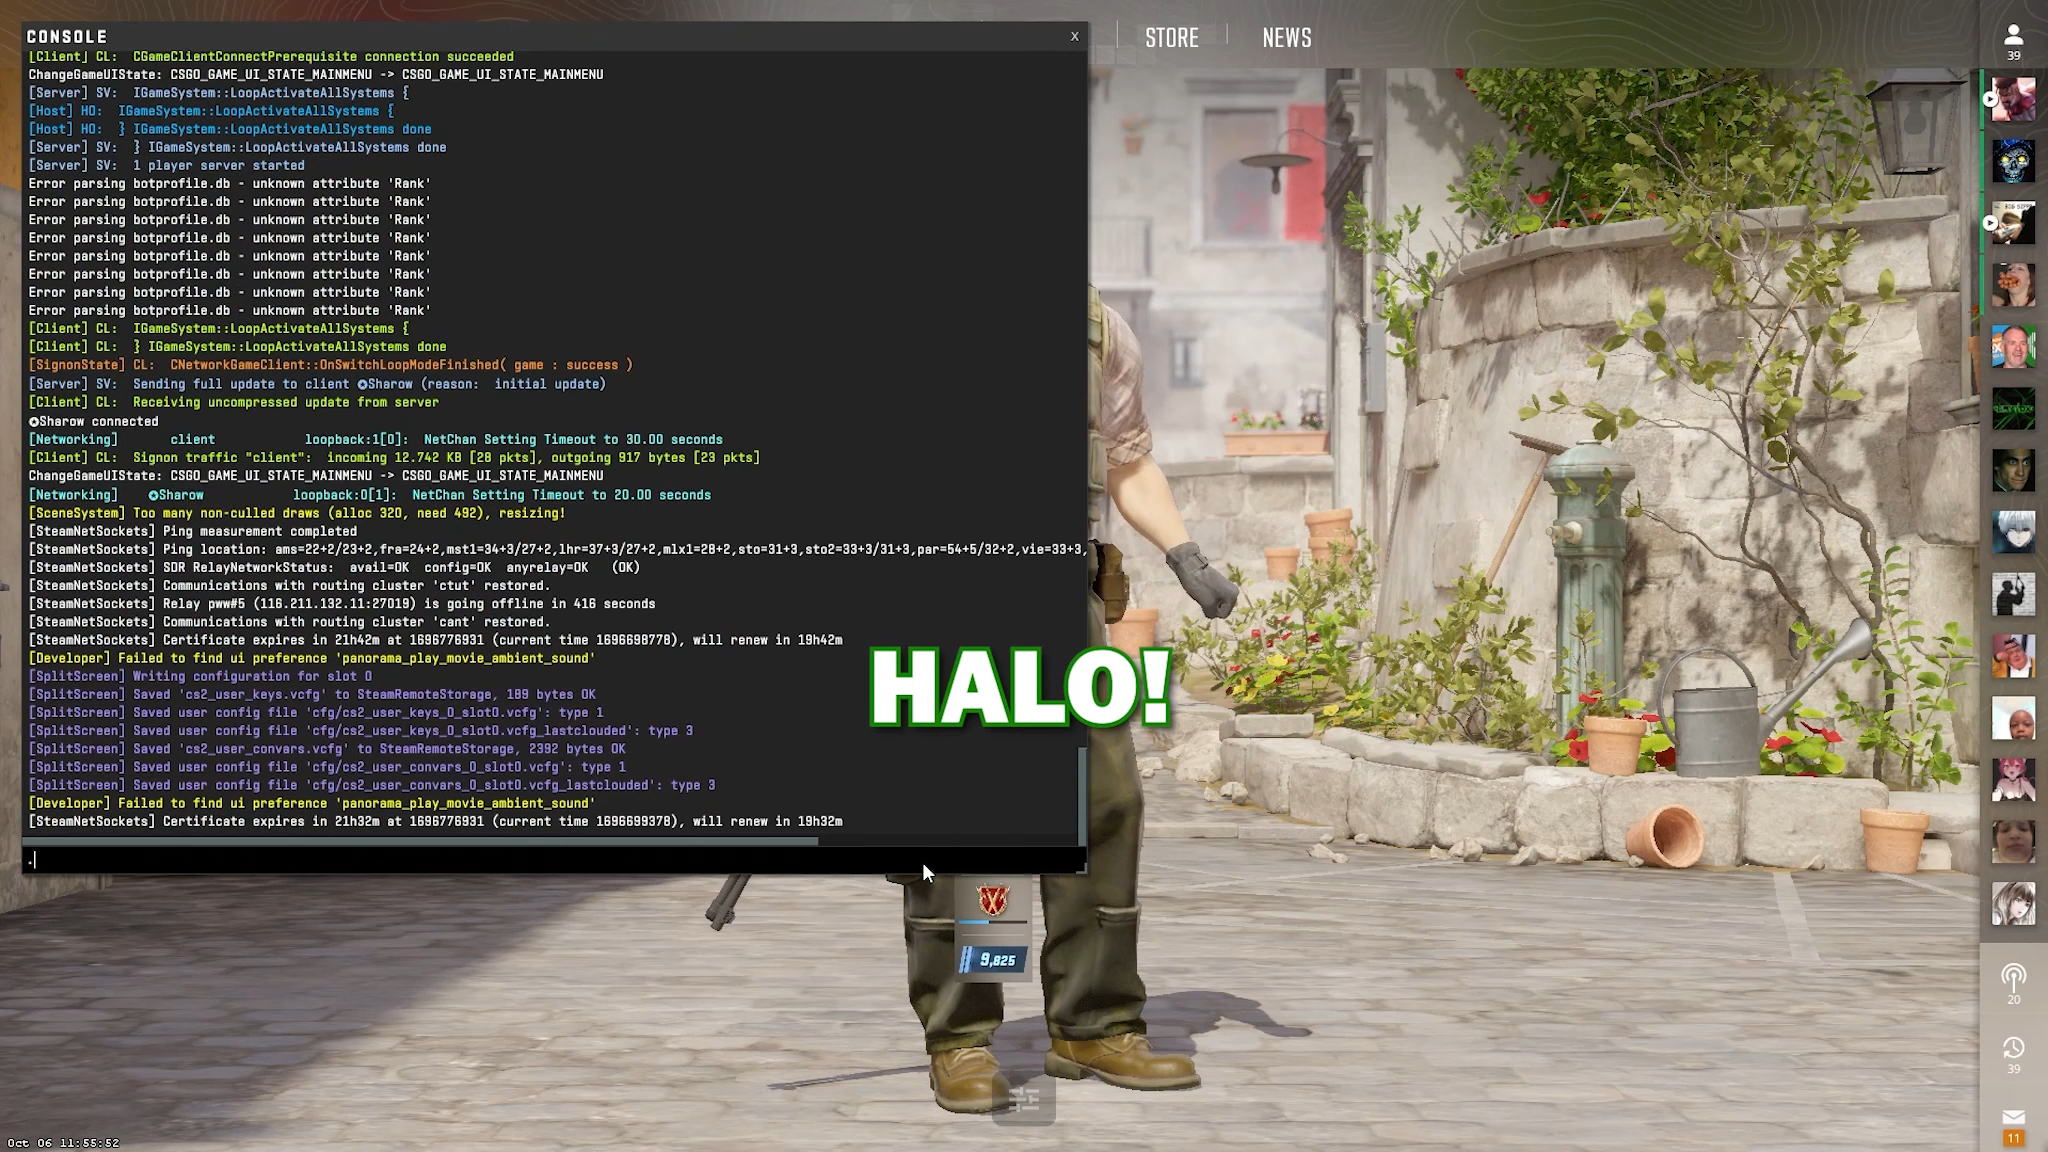 CONSOLE
X
STORE
NEWS
39
[Client] CL:  CGameClientConnectPrerequisite connection succeeded
ChangeGameUIState: CSGO_GAME_UI_STATE_MAINMENU -> CSGO_GAME_UI_STATE_MAINMENU
[Server] SV:  IGameSystem::LoopActivateAllSystems {
[Host] HO:  IGameSystem::LoopActivateAllSystems {
[Host] HO:  } IGameSystem::LoopActivateAllSystems done
[Server] SV:  } IGameSystem::LoopActivateAllSystems done
[Server] SV:  1 player server started
Error parsing botprofile.db - unknown attribute 'Rank'
Error parsing botprofile.db - unknown attribute 'Rank'
Error parsing botprofile.db - unknown attribute 'Rank'
Error parsing botprofile.db - unknown attribute 'Rank'
Error parsing botprofile.db - unknown attribute 'Rank'
Error parsing botprofile.db - unknown attribute 'Rank'
Error parsing botprofile.db - unknown attribute 'Rank'
Error parsing botprofile.db - unknown attribute 'Rank'
[Client] CL:  IGameSystem::LoopActivateAllSystems {
[Client] CL:  } IGameSystem::LoopActivateAllSystems done
[SignonState] CL:  CNetworkGameClient::OnSwitchLoopModeFinished( game : success )
[Server] SV:  Sending full update to client ✪Sharow (reason:  initial update)
[Client] CL:  Receiving uncompressed update from server
✪Sharow connected
[Networking]  client  loopback:1[0]:  NetChan Setting Timeout to 30.00 seconds
[Client] CL:  Signon traffic "client":  incoming 12.742 KB [28 pkts], outgoing 917 bytes [23 pkts]
ChangeGameUIState: CSGO_GAME_UI_STATE_MAINMENU -> CSGO_GAME_UI_STATE_MAINMENU
[Networking]  ✪Sharow  loopback:0[1]:  NetChan Setting Timeout to 20.00 seconds
[SceneSystem] Too many non-culled draws (alloc 320, need 492), resizing!
[SteamNetSockets] Ping measurement completed
[SteamNetSockets] Ping location: ams=22+2/23+2,fra=24+2,mst1=34+3/27+2,lhr=37+3/27+2,mlx1=28+2,sto=31+3,sto2=33+3/31+3,par=54+5/32+2,vie=33+3,
[SteamNetSockets] SDR RelayNetworkStatus:  avail=OK  config=OK  anyrelay=OK   (OK)
[SteamNetSockets] Communications with routing cluster 'ctut' restored.
[SteamNetSockets] Relay pww#5 (116.211.132.11:27019) is going offline in 416 seconds
[SteamNetSockets] Communications with routing cluster 'cant' restored.
[SteamNetSockets] Certificate expires in 21h42m at 1696776931 (current time 1696698778), will renew in 19h42m
[Developer] Failed to find ui preference 'panorama_play_movie_ambient_sound'
[SplitScreen] Writing configuration for slot 0
[SplitScreen] Saved 'cs2_user_keys.vcfg' to SteamRemoteStorage, 189 bytes OK
[SplitScreen] Saved user config file 'cfg/cs2_user_keys_0_slot0.vcfg': type 1
[SplitScreen] Saved user config file 'cfg/cs2_user_keys_0_slot0.vcfg_lastclouded': type 3
[SplitScreen] Saved 'cs2_user_convars.vcfg' to SteamRemoteStorage, 2392 bytes OK
[SplitScreen] Saved user config file 'cfg/cs2_user_convars_0_slot0.vcfg': type 1
[SplitScreen] Saved user config file 'cfg/cs2_user_convars_0_slot0.vcfg_lastclouded': type 3
[Developer] Failed to find ui preference 'panorama_play_movie_ambient_sound'
[SteamNetSockets] Certificate expires in 21h32m at 1696776931 (current time 1696699378), will renew in 19h32m
.
HALO!
9,825
20
39
11
Oct 06 11:55:52